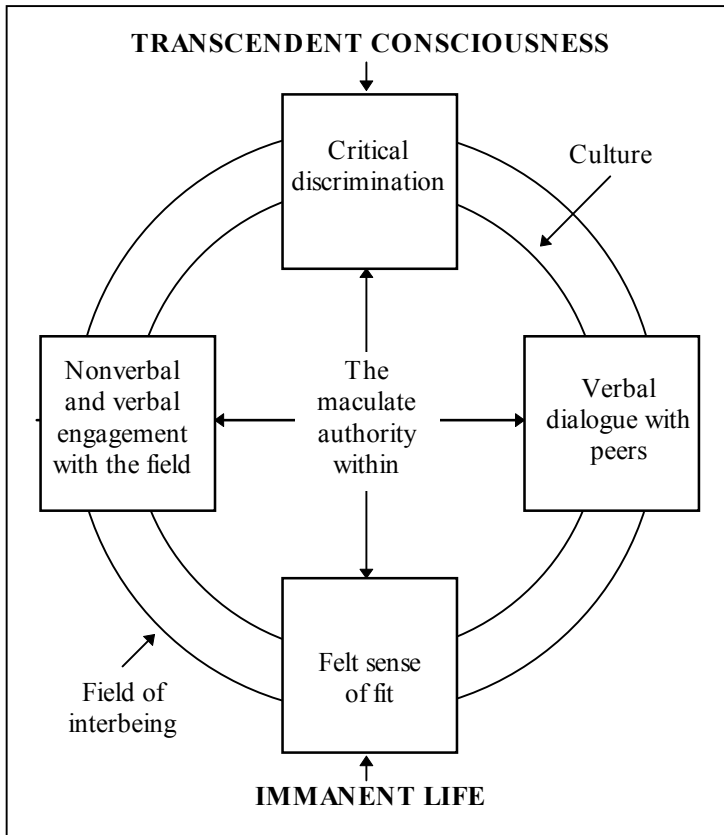 TRANSCENDENT CONSCIOUSNESS
Critical
discrimination
Culture
Nonverbal
and verbal
engagement
with the field
The
maculate
authority
within
Verbal
dialogue with
peers
Felt sense
of fit
Field of
interbeing
IMMANENT LIFE